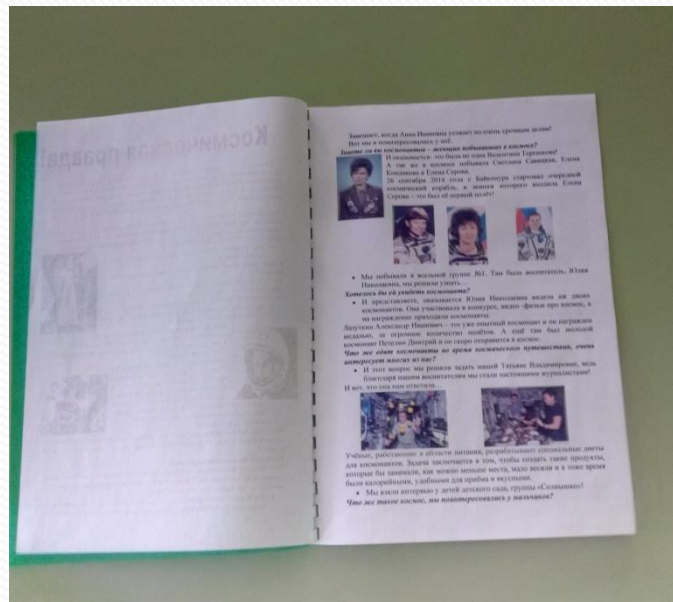 Космическая правда!
Замещает, когда Анна Ивановна уезжает по очень срочным делам!
Вот мы и поинтересовались у неё.
Знаете ли вы космонавтов – женщин побывавших в космосе?
И оказывается это была не одна Валентина Терешкова!
А так же в космосе побывала Светлана Савицкая, Елена
Кондакова и Елена Серова.
26 сентября 2014 года с Байконура стартовал очередной
космический корабль, в экипаж которого входила Елена
Серова – это был её первый полёт!
• Мы побывали в группе №1. Там была воспитатель, Юлия
Николаевна, мы решили узнать…
Хотелось бы ей увидеть космонавта?
• И представляете, оказывается Юлия Николаевна видела аж двоих
космонавтов. Она участвовала в конкурсе, видео -фильм про космос, а
на награждение приходили космонавты.
Лазуткин Александр Иванович – это уже опытный космонавт и он награжден
медалью, за огромное количество полётов. А ещё там был молодой
космонавт Петелин Дмитрий и он скоро отправится в космос.
Что же едят космонавты во время космического путешествия, очень
интересует многих из нас?
• И этот вопрос мы решили задать нашей Татьяне Владимировне, ведь
благодаря нашим воспитателям мы стали настоящими журналистами!
И вот, что она нам ответила…
Учёные, работающие в области питания, разрабатывают специальные диеты
для космонавтов. Задача заключается в том, чтобы создать такие продукты,
которые бы занимали, как можно меньше места, мало весили и в тоже время
были калорийными, удобными для приёма и вкусными.
• Мы взяли интервью у детей детского сада, группы «Солнышко»!
Что же такое космос, мы поинтересовались у мальчиков?